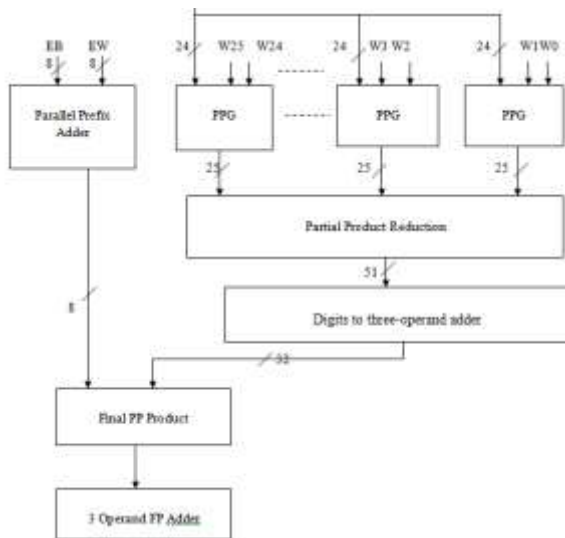 EB EW
8 8
24 W25 W24
24 W3 W2
24 W1 W0
Parallel Prefix
Adder
PPG
PPG
PPG
25 25 25
Partial Product Reduction
51
Digits to three-operand adder
8
32
Final FP Product
3 Operand FP Adder